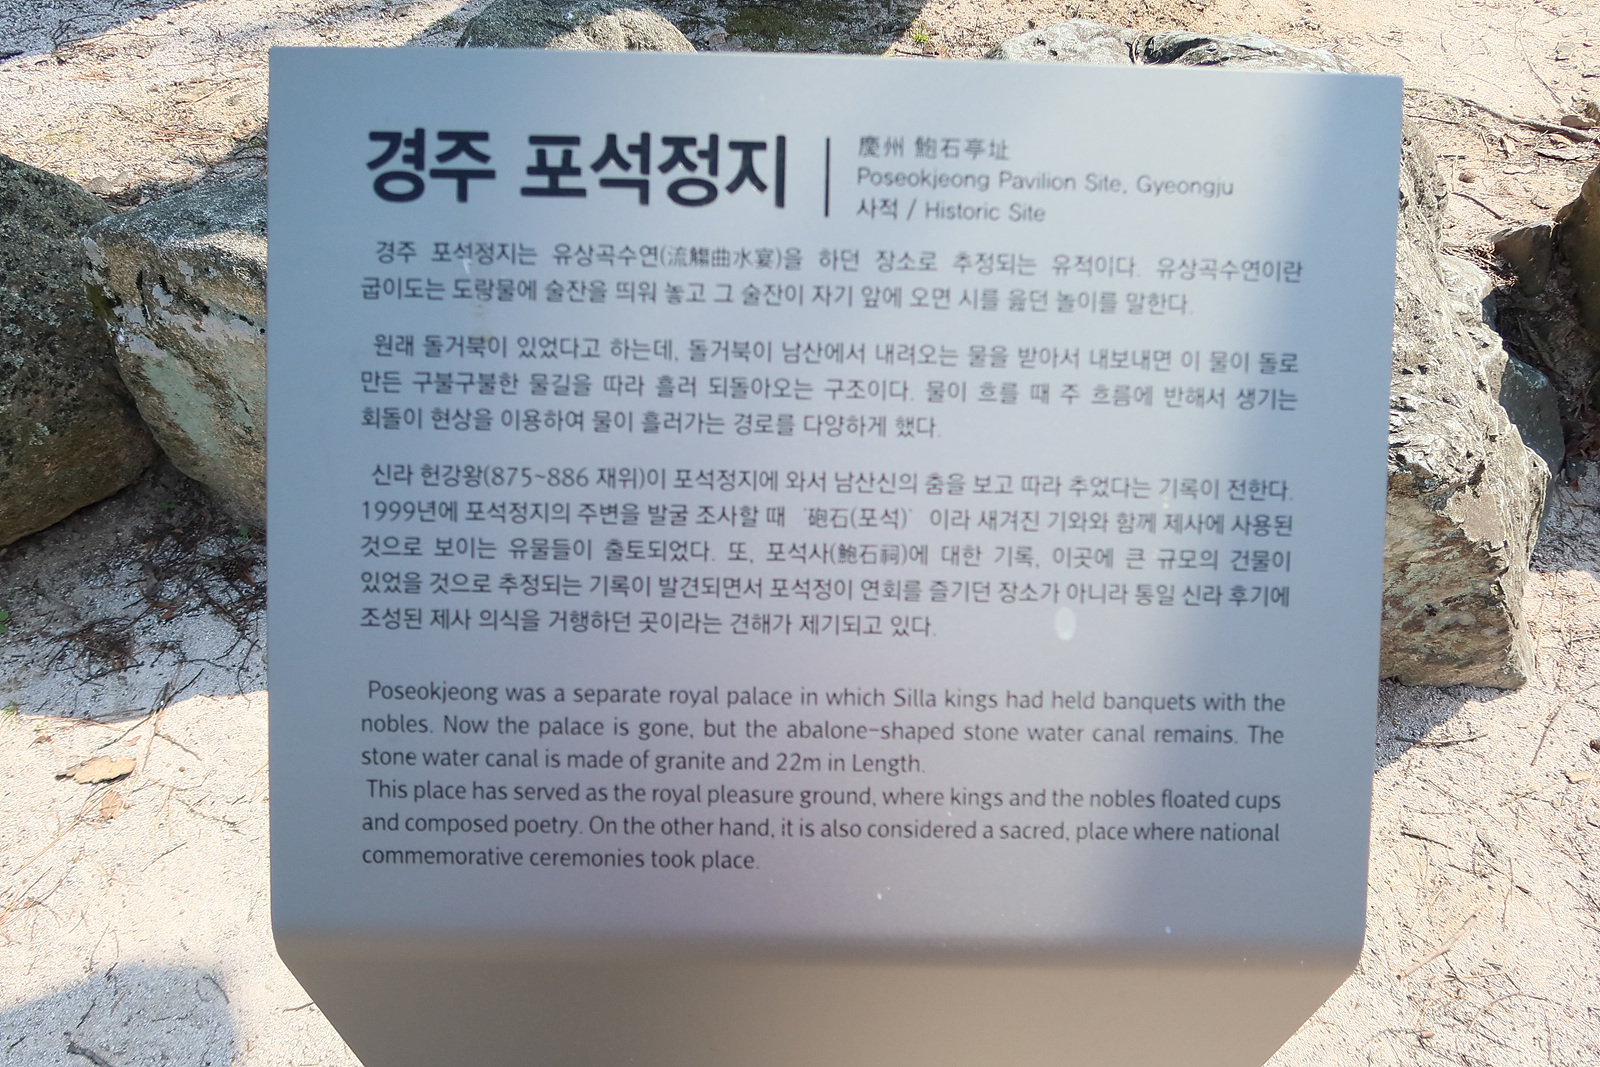 경주 포석정지
慶州 鮑石亭址
Poseokjeong Pavilion Site, Gyeongju
사적 / Historic Site
경주 포석정지는 유상곡수연(流觴曲水宴)을 하던 장소로 추정되는 유적이다. 유상곡수연이란
굽이도는 도랑물에 술잔을 띄워 놓고 그 술잔이 자기 앞에 오면 시를 읊던 놀이를 말한다.
원래 돌거북이 있었다고 하는데, 돌거북이 남산에서 내려오는 물을 받아서 내보내면 이 물이 돌로
만든 구불구불한 물길을 따라 흘러 되돌아오는 구조이다. 물이 흐를 때 주 흐름에 반해서 생기는
회돌이 현상을 이용하여 물이 흘러가는 경로를 다양하게 했다.
신라 헌강왕(875~886 재위)이 포석정지에 와서 남산신의 춤을 보고 따라 추었다는 기록이 전한다.
1999년에 포석정지의 주변을 발굴 조사할 때 '砲石(포석)' 이라 새겨진 기와와 함께 제사에 사용된
것으로 보이는 유물들이 출토되었다. 또, 포석사(鮑石祠)에 대한 기록, 이곳에 큰 규모의 건물이
있었을 것으로 추정되는 기록이 발견되면서 포석정이 연회를 즐기던 장소가 아니라 통일 신라 후기에
조성된 제사 의식을 거행하던 곳이라는 견해가 제기되고 있다.
Poseokjeong was a separate royal palace in which Silla kings had held banquets with the
nobles. Now the palace is gone, but the abalone-shaped stone water canal remains. The
stone water canal is made of granite and 22m in Length.
This place has served as the royal pleasure ground, where kings and the nobles floated cups
and composed poetry. On the other hand, it is also considered a sacred, place where national
commemorative ceremonies took place.